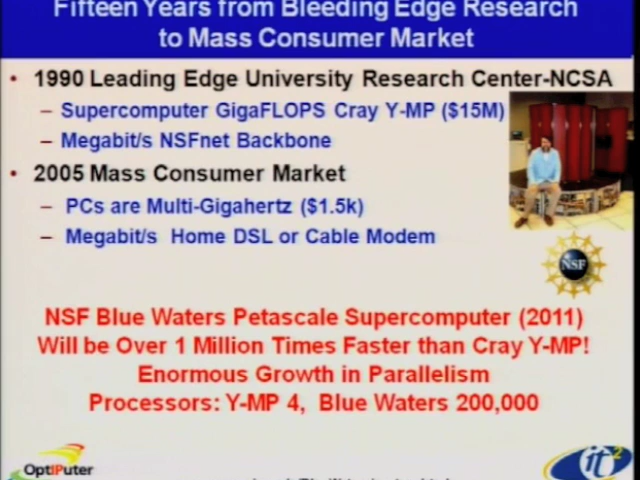 Fifteen Years from Bleeding Edge Research
to Mass Consumer Market
• 1990 Leading Edge University Research Center-NCSA
– Supercomputer GigaFLOPS Cray Y-MP ($15M)
– Megabit/s NSFnet Backbone
• 2005 Mass Consumer Market
– PCs are Multi-Gigahertz ($1.5k)
– Megabit/s Home DSL or Cable Modem
NSF
NSF Blue Waters Petascale Supercomputer (2011)
Will be Over 1 Million Times Faster than Cray Y-MP!
Enormous Growth in Parallelism
Processors: Y-MP 4, Blue Waters 200,000
OptIPuter
it2